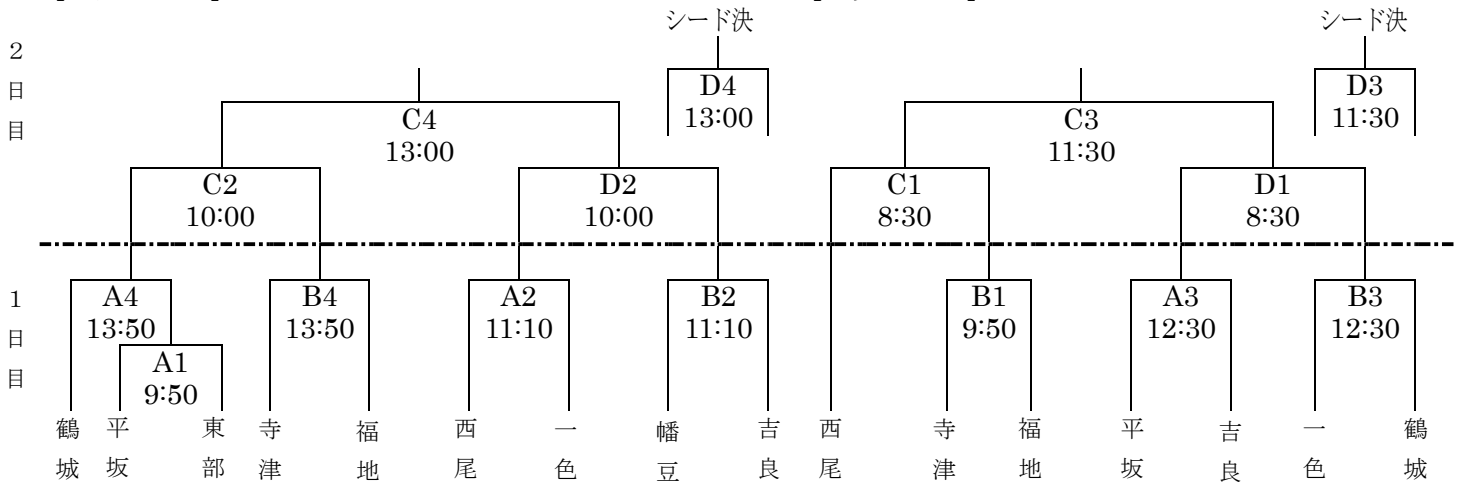 シード決 シード決
2日目
D4 D3
13:00 11:30
C4 C3
13:00 11:30
C2 D2 C1 D1
10:00 10:00 8:30 8:30
1日目
A4 B4 A2 B2 B1 A3 B3
13:50 13:50 11:10 11:10 9:50 12:30 12:30
A1
9:50
鶴城 平坂 東部 寺津 福地 西尾 一色 幡豆 吉良 西尾 寺津 福地 平坂 吉良 一色 鶴城